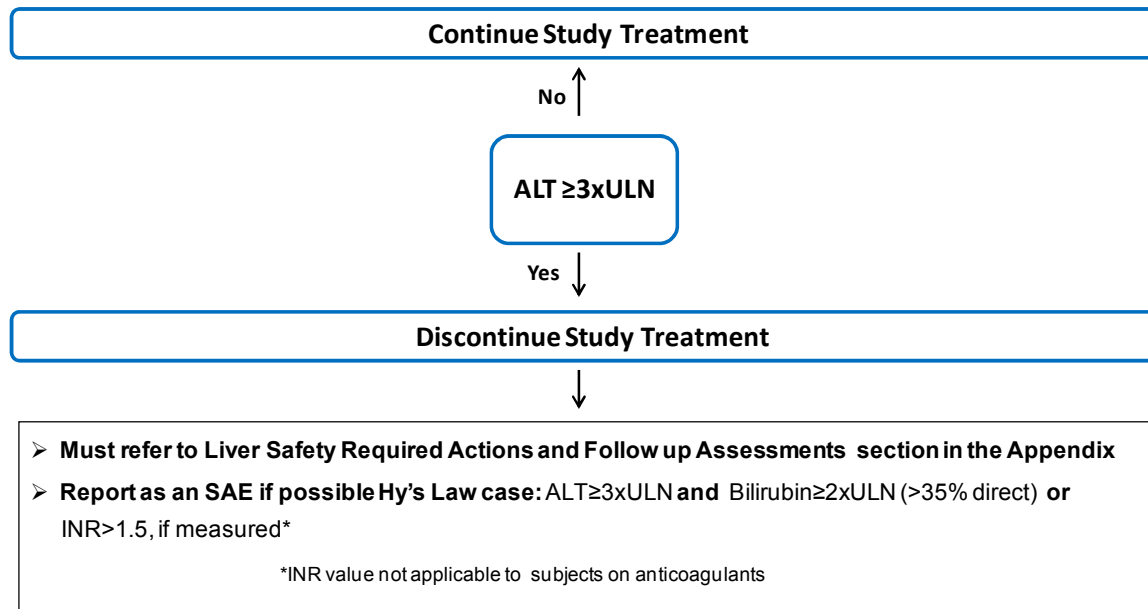 Continue Study Treatment
No
ALT ≥3xULN
Yes
Discontinue Study Treatment
➢ Must refer to Liver Safety Required Actions and Follow up Assessments section in the Appendix
➢ Report as an SAE if possible Hy's Law case: ALT≥3xULN and Bilirubin≥2xULN (>35% direct) or
INR>1.5, if measured*
*INR value not applicable to subjects on anticoagulants